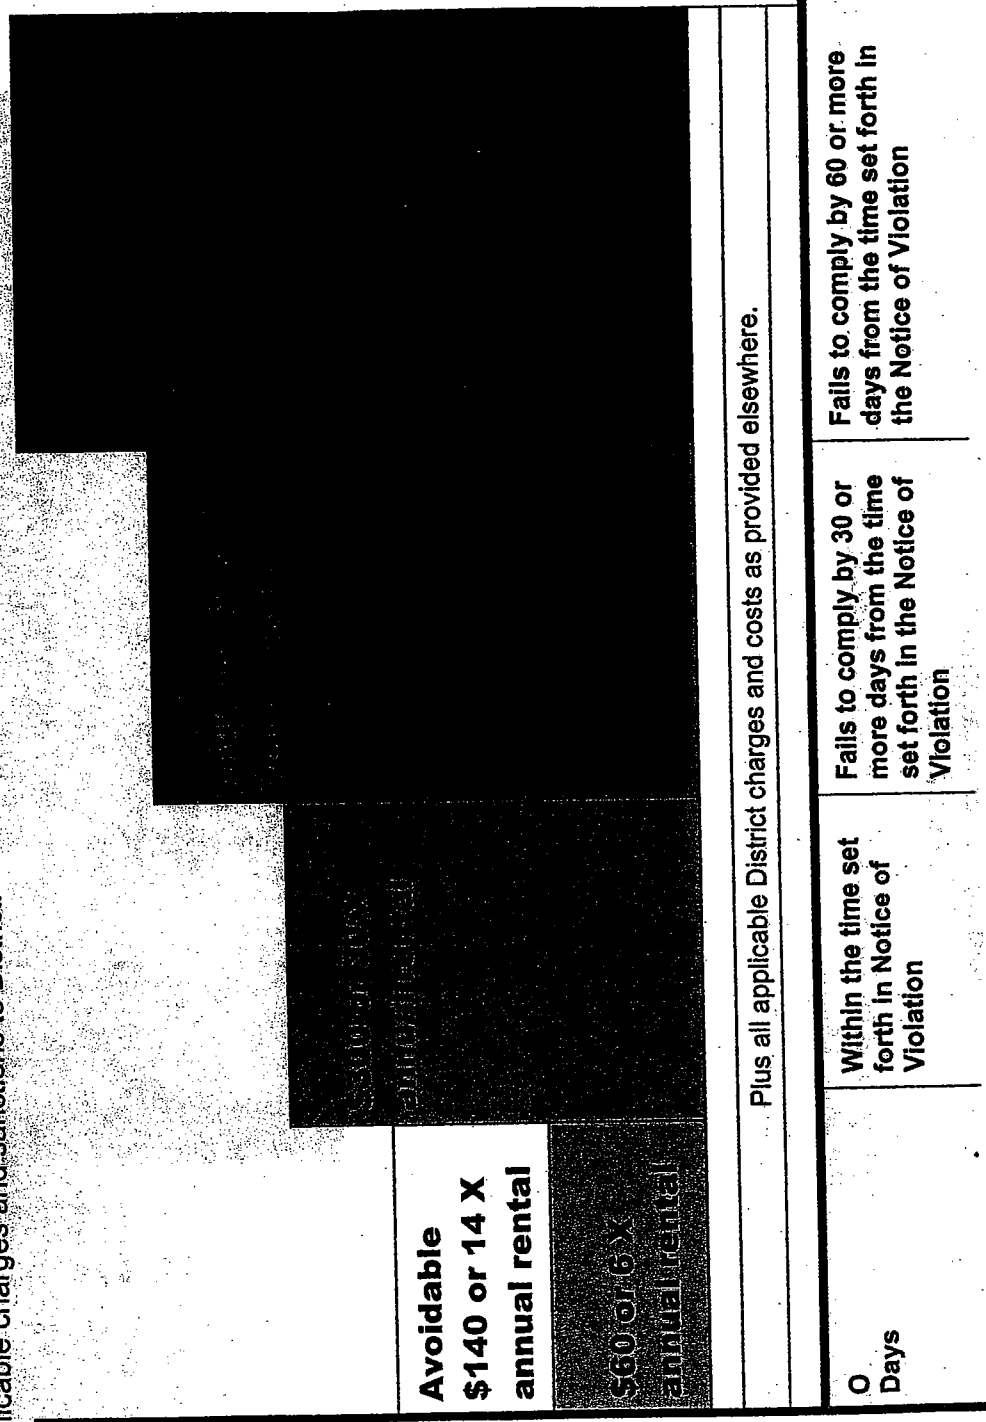 Avoidable
$140 or 14 X
annual rental
$60 or 6 X
annual rental
Plus all applicable District charges and costs as provided elsewhere.
O
Days
Within the time set
forth in Notice of
Violation
Fails to comply by 30 or
more days from the time
set forth in the Notice of
Violation
Fails to comply by 60 or more
days from the time set forth in
the Notice of Violation